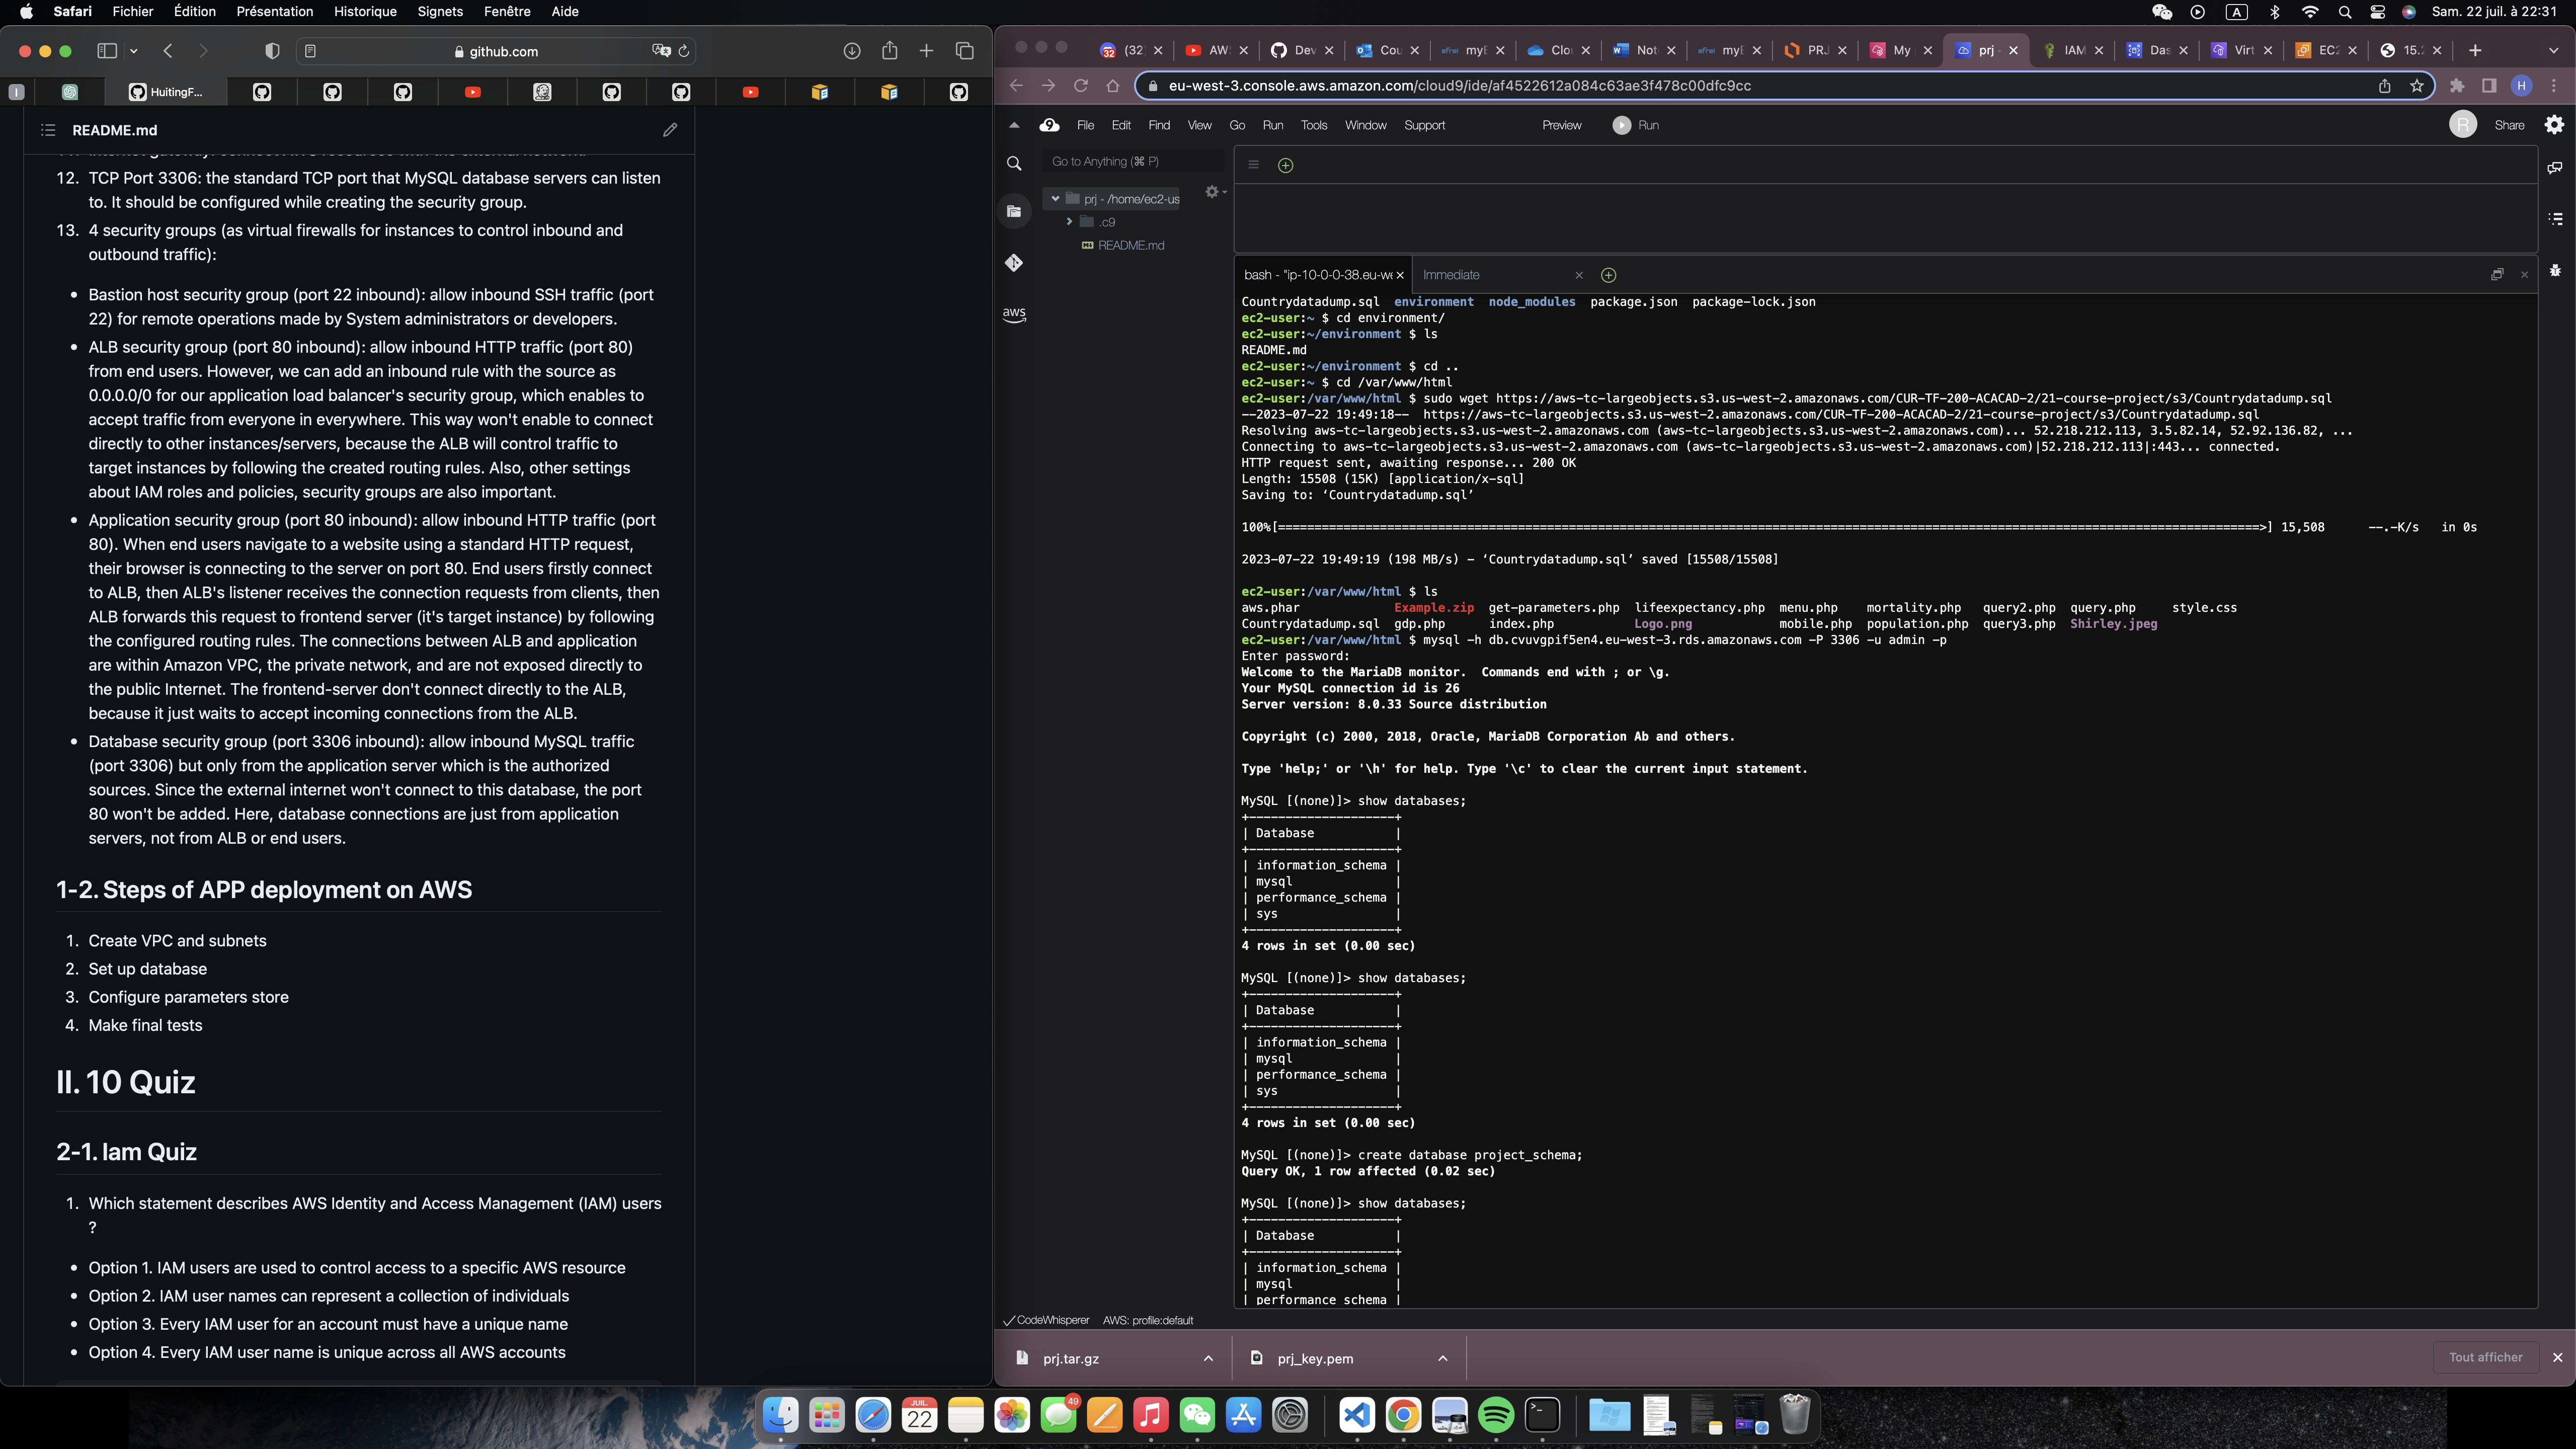 Safari Fichier Édition Présentation Historique Signets Fenêtre Aide
A
Sam. 22 juil. à 22:31
github.com
HuitingF...
README.md
12. TCP Port 3306: the standard TCP port that MySQL database servers can listen
to. It should be configured while creating the security group.
13. 4 security groups (as virtual firewalls for instances to control inbound and
outbound traffic):
• Bastion host security group (port 22 inbound): allow inbound SSH traffic (port
22) for remote operations made by System administrators or developers.
• ALB security group (port 80 inbound): allow inbound HTTP traffic (port 80)
from end users. However, we can add an inbound rule with the source as
0.0.0.0/0 for our application load balancer's security group, which enables to
accept traffic from everyone in everywhere. This way won't enable to connect
directly to other instances/servers, because the ALB will control traffic to
target instances by following the created routing rules. Also, other settings
about IAM roles and policies, security groups are also important.
• Application security group (port 80 inbound): allow inbound HTTP traffic (port
80). When end users navigate to a website using a standard HTTP request,
their browser is connecting to the server on port 80. End users firstly connect
to ALB, then ALB's listener receives the connection requests from clients, then
ALB forwards this request to frontend server (it's target instance) by following
the configured routing rules. The connections between ALB and application
are within Amazon VPC, the private network, and are not exposed directly to
the public Internet. The frontend-server don't connect directly to the ALB,
because it just waits to accept incoming connections from the ALB.
• Database security group (port 3306 inbound): allow inbound MySQL traffic
(port 3306) but only from the application server which is the authorized
sources. Since the external internet won't connect to this database, the port
80 won't be added. Here, database connections are just from application
servers, not from ALB or end users.
1-2. Steps of APP deployment on AWS
1. Create VPC and subnets
2. Set up database
3. Configure parameters store
4. Make final tests
II. 10 Quiz
2-1. Iam Quiz
1. Which statement describes AWS Identity and Access Management (IAM) users
?
• Option 1. IAM users are used to control access to a specific AWS resource
• Option 2. IAM user names can represent a collection of individuals
• Option 3. Every IAM user for an account must have a unique name
• Option 4. Every IAM user name is unique across all AWS accounts
(32) AW Dev Cou myE Clo Not myE PRJ My prj - IAM Das Virt EC2 15.2
eu-west-3.console.aws.amazon.com/cloud9/ide/af4522612a084c63ae3f478c00dfc9cc
H
File Edit Find View Go Run Tools Window Support
Preview Run
R Share
Go to Anything (⌘ P)
prj - /home/ec2-us
.c9
README.md
aws
bash - "ip-10-0-0-38.eu-we
Immediate
Countrydatadump.sql environment node_modules package.json package-lock.json
ec2-user:~ $ cd environment/
ec2-user:~/environment $ ls
README.md
ec2-user:~/environment $ cd ..
ec2-user:~ $ cd /var/www/html
ec2-user:/var/www/html $ sudo wget https://aws-tc-largeobjects.s3.us-west-2.amazonaws.com/CUR-TF-200-ACACAD-2/21-course-project/s3/Countrydatadump.sql
--2023-07-22 19:49:18-- https://aws-tc-largeobjects.s3.us-west-2.amazonaws.com/CUR-TF-200-ACACAD-2/21-course-project/s3/Countrydatadump.sql
Resolving aws-tc-largeobjects.s3.us-west-2.amazonaws.com (aws-tc-largeobjects.s3.us-west-2.amazonaws.com)... 52.218.212.113, 3.5.82.14, 52.92.136.82, ...
Connecting to aws-tc-largeobjects.s3.us-west-2.amazonaws.com (aws-tc-largeobjects.s3.us-west-2.amazonaws.com)|52.218.212.113|:443... connected.
HTTP request sent, awaiting response... 200 OK
Length: 15508 (15K) [application/x-sql]
Saving to: ‘Countrydatadump.sql’
100%[======================================>] 15,508 --.-K/s in 0s
2023-07-22 19:49:19 (198 MB/s) - ‘Countrydatadump.sql’ saved [15508/15508]
ec2-user:/var/www/html $ ls
aws.phar Example.zip get-parameters.php lifeexpectancy.php menu.php mortality.php query2.php query.php style.css
Countrydatadump.sql gdp.php index.php Logo.png mobile.php population.php query3.php Shirley.jpeg
ec2-user:/var/www/html $ mysql -h db.cvuvgpif5en4.eu-west-3.rds.amazonaws.com -P 3306 -u admin -p
Enter password:
Welcome to the MariaDB monitor. Commands end with ; or \g.
Your MySQL connection id is 26
Server version: 8.0.33 Source distribution
Copyright (c) 2000, 2018, Oracle, MariaDB Corporation Ab and others.
Type 'help;' or '\h' for help. Type '\c' to clear the current input statement.
MySQL [(none)]> show databases;
+--------------------+
| Database |
+--------------------+
| information_schema |
| mysql |
| performance_schema |
| sys |
+--------------------+
4 rows in set (0.00 sec)
MySQL [(none)]> show databases;
+--------------------+
| Database |
+--------------------+
| information_schema |
| mysql |
| performance_schema |
| sys |
+--------------------+
4 rows in set (0.00 sec)
MySQL [(none)]> create database project_schema;
Query OK, 1 row affected (0.02 sec)
MySQL [(none)]> show databases;
+--------------------+
| Database |
+--------------------+
| information_schema |
| mysql |
| performance_schema |
CodeWhisperer AWS: profile:default
prj.tar.gz
prj_key.pem
Tout afficher
JUIL. 22
49